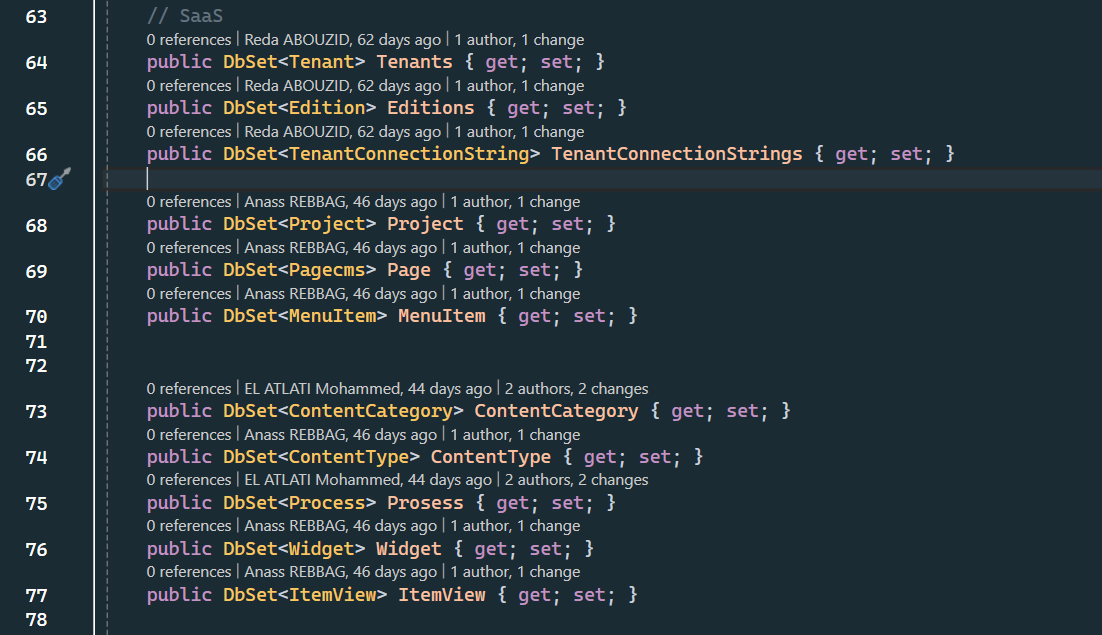 63 // SaaS
0 references | Reda ABOUZID, 62 days ago | 1 author, 1 change
64 public DbSet<Tenant> Tenants { get; set; }
0 references | Reda ABOUZID, 62 days ago | 1 author, 1 change
65 public DbSet<Edition> Editions { get; set; }
0 references | Reda ABOUZID, 62 days ago | 1 author, 1 change
66 public DbSet<TenantConnectionString> TenantConnectionStrings { get; set; }
67
0 references | Anass REBBAG, 46 days ago | 1 author, 1 change
68 public DbSet<Project> Project { get; set; }
0 references | Anass REBBAG, 46 days ago | 1 author, 1 change
69 public DbSet<Pagecms> Page { get; set; }
0 references | Anass REBBAG, 46 days ago | 1 author, 1 change
70 public DbSet<MenuItem> MenuItem { get; set; }
71
72
0 references | EL ATLATI Mohammed, 44 days ago | 2 authors, 2 changes
73 public DbSet<ContentCategory> ContentCategory { get; set; }
0 references | Anass REBBAG, 46 days ago | 1 author, 1 change
74 public DbSet<ContentType> ContentType { get; set; }
0 references | EL ATLATI Mohammed, 44 days ago | 2 authors, 2 changes
75 public DbSet<Process> Prosess { get; set; }
0 references | Anass REBBAG, 46 days ago | 1 author, 1 change
76 public DbSet<Widget> Widget { get; set; }
0 references | Anass REBBAG, 46 days ago | 1 author, 1 change
77 public DbSet<ItemView> ItemView { get; set; }
78